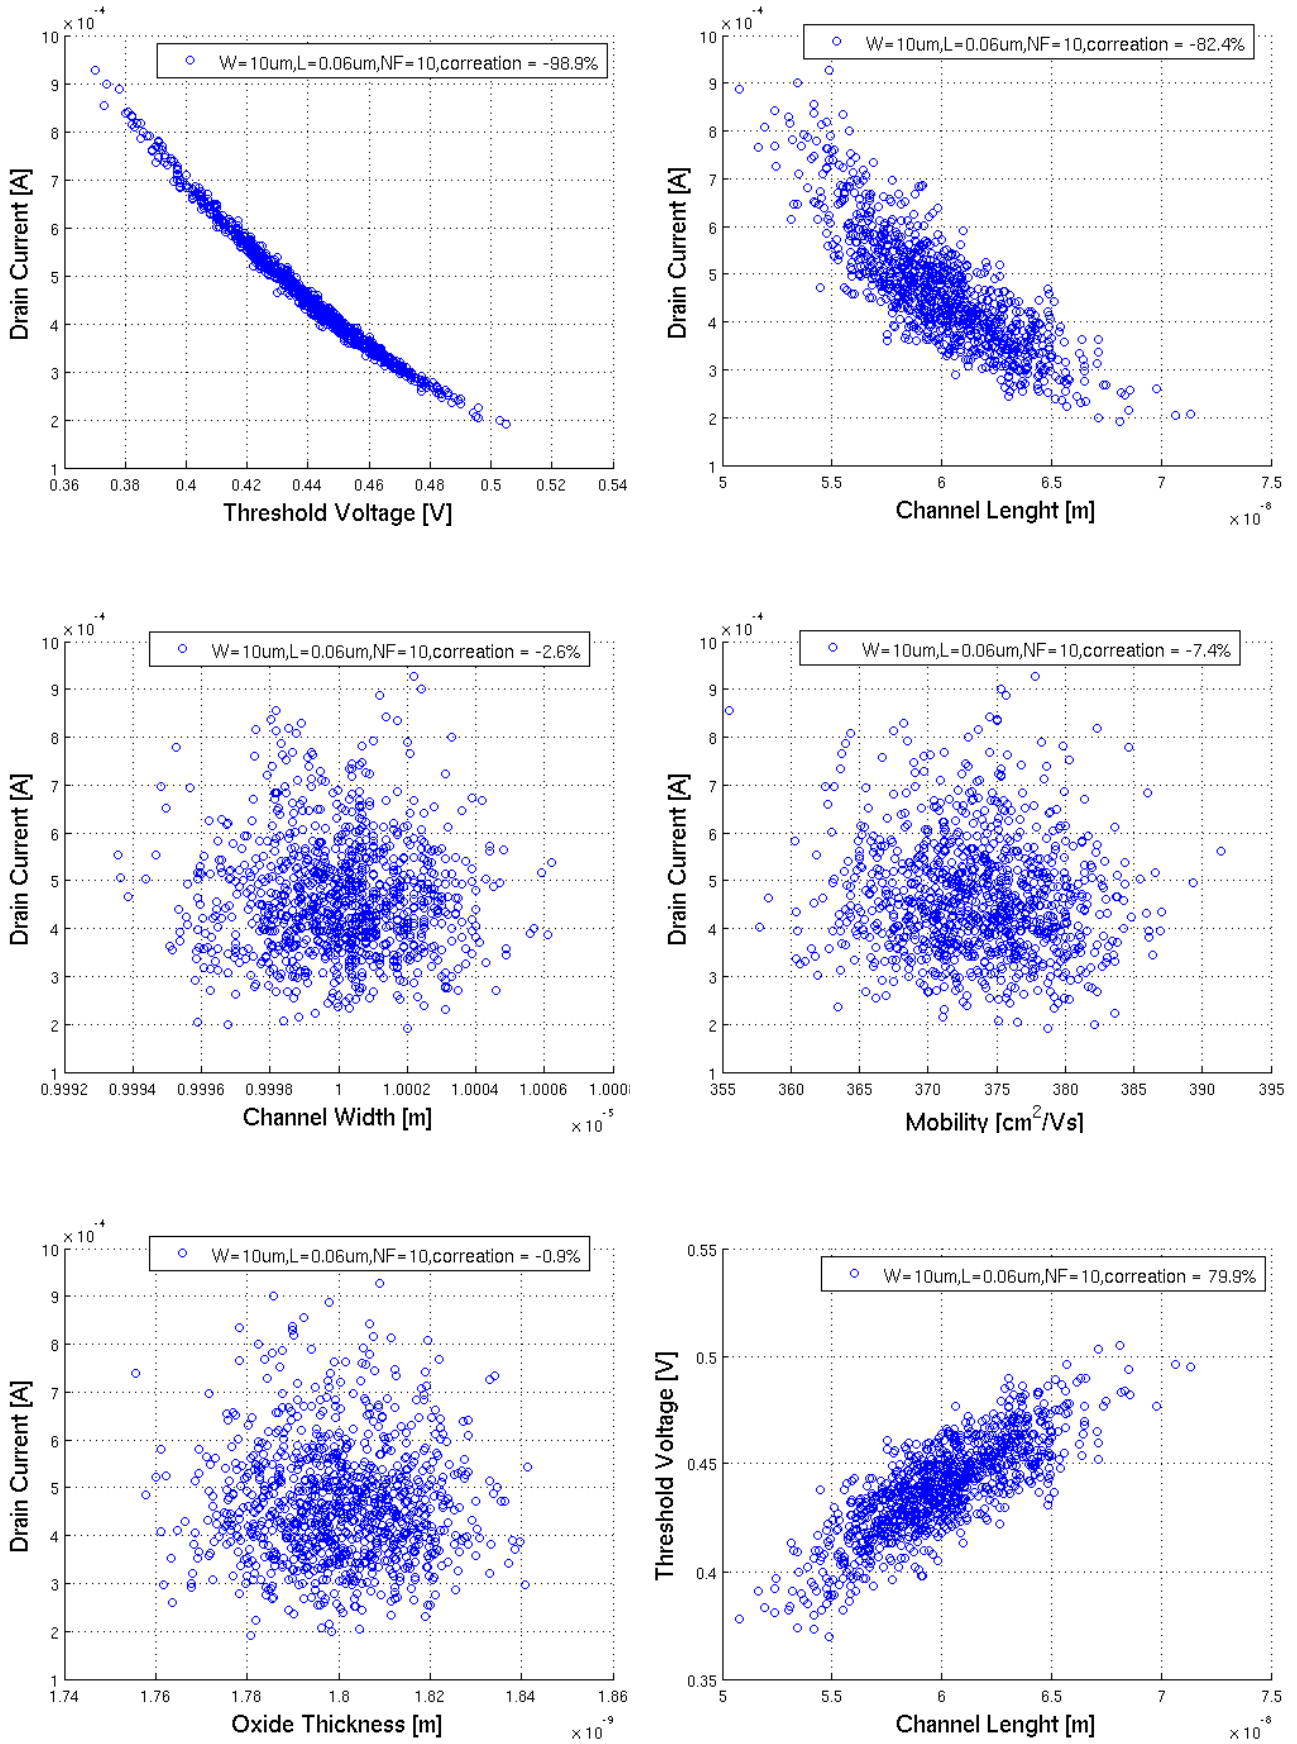 × 10⁻⁴
10
9
8
7
6
5
4
3
2
1
Drain Current [A]
W=10um,L=0.06um,NF=10,correation = -98.9%
0.36 0.38 0.4 0.42 0.44 0.46 0.48 0.5 0.52 0.54
Threshold Voltage [V]
× 10⁻⁴
10
9
8
7
6
5
4
3
2
1
Drain Current [A]
W=10um,L=0.06um,NF=10,correation = -82.4%
5 5.5 6 6.5 7 7.5
Channel Lenght [m]
× 10⁻⁸
× 10⁻⁴
10
9
8
7
6
5
4
3
2
1
Drain Current [A]
W=10um,L=0.06um,NF=10,correation = -2.6%
0.9992 0.9994 0.9996 0.9998 1 1.0002 1.0004 1.0006
Channel Width [m]
× 10⁻⁵
× 10⁻⁴
10
9
8
7
6
5
4
3
2
1
Drain Current [A]
W=10um,L=0.06um,NF=10,correation = -7.4%
355 360 365 370 375 380 385 390 395
Mobility [cm²/Vs]
× 10⁻⁴
10
9
8
7
6
5
4
3
2
1
Drain Current [A]
W=10um,L=0.06um,NF=10,correation = -0.9%
1.74 1.76 1.78 1.8 1.82 1.84 1.86
Oxide Thickness [m]
× 10⁻⁹
0.55
0.5
0.45
0.4
0.35
Threshold Voltage [V]
W=10um,L=0.06um,NF=10,correation = 79.9%
5 5.5 6 6.5 7 7.5
Channel Lenght [m]
× 10⁻⁸